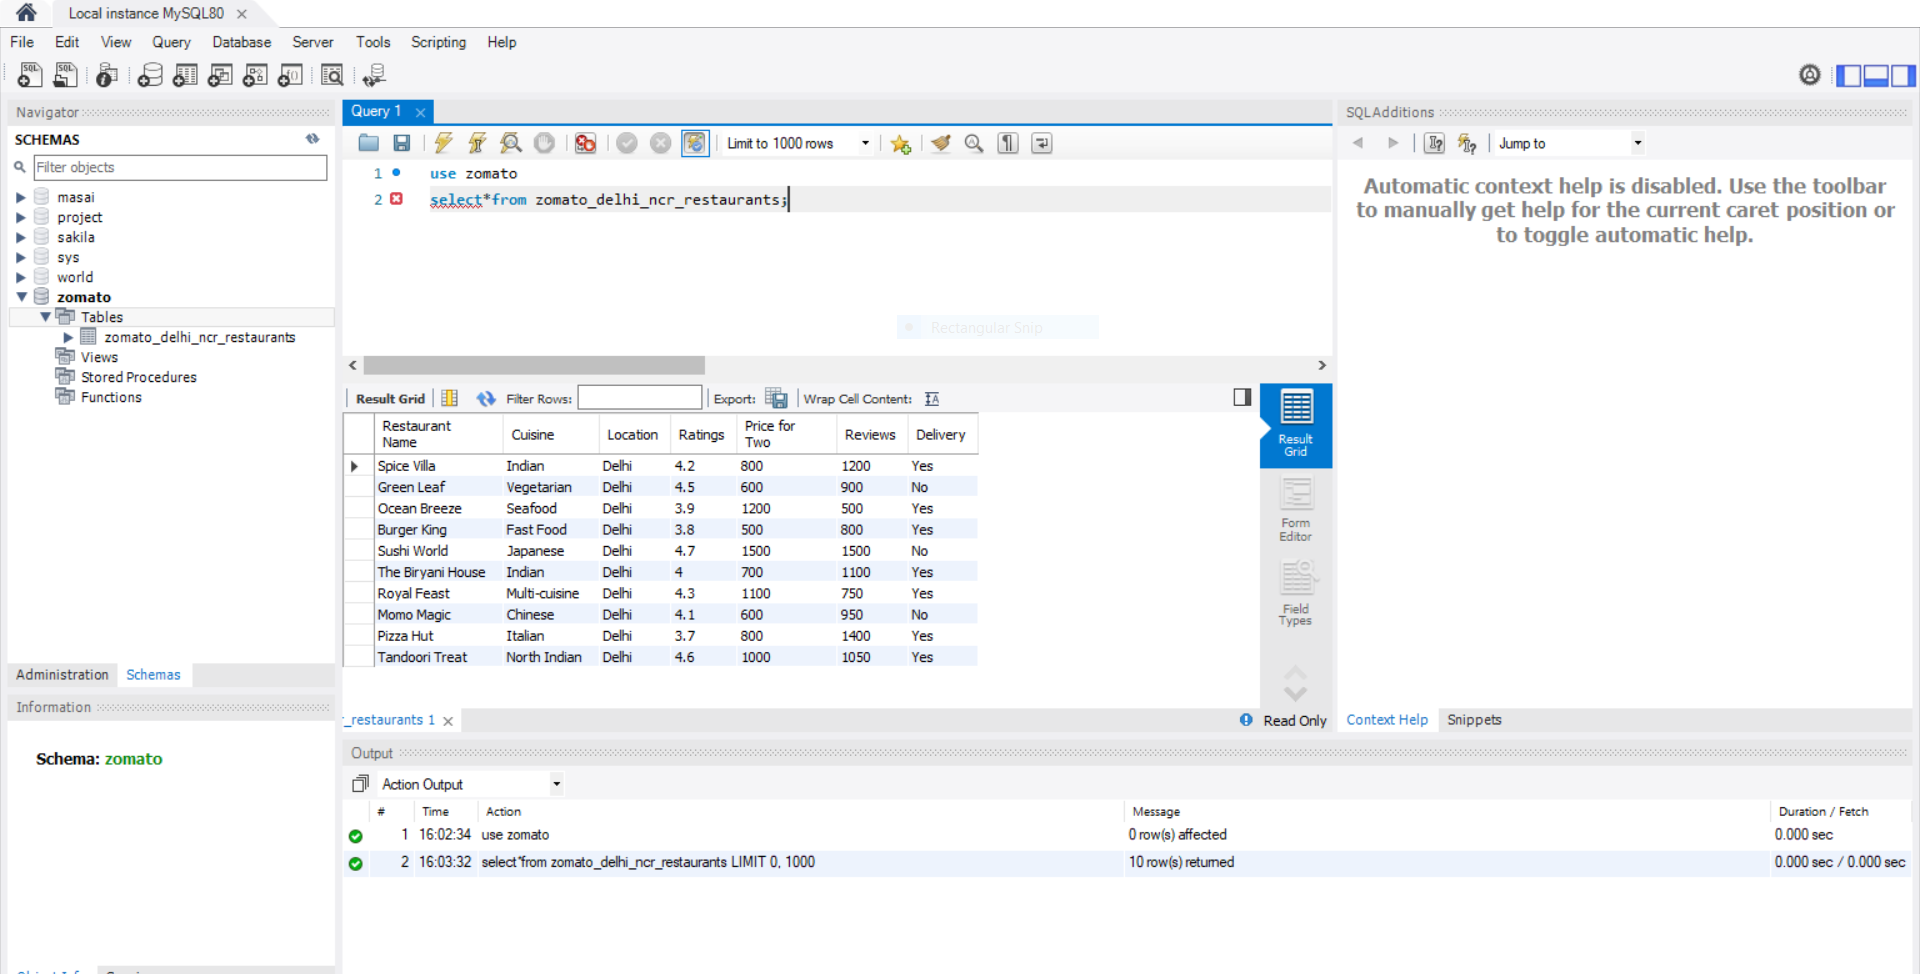 Local instance MySQL80
File Edit View Query Database Server Tools Scripting Help
Navigator
SCHEMAS
Filter objects
masai
project
sakila
sys
world
zomato
Tables
zomato_delhi_ncr_restaurants
Views
Stored Procedures
Functions
Administration Schemas
Information
Schema: zomato
Query 1
Limit to 1000 rows
1 use zomato
2 select*from zomato_delhi_ncr_restaurants;
Rectangular Snip
Result Grid Filter Rows: Export: Wrap Cell Content:
Restaurant Name Cuisine Location Ratings Price for Two Reviews Delivery
Spice Villa Indian Delhi 4.2 800 1200 Yes
Green Leaf Vegetarian Delhi 4.5 600 900 No
Ocean Breeze Seafood Delhi 3.9 1200 500 Yes
Burger King Fast Food Delhi 3.8 500 800 Yes
Sushi World Japanese Delhi 4.7 1500 1500 No
The Biryani House Indian Delhi 4 700 1100 Yes
Royal Feast Multi-cuisine Delhi 4.3 1100 750 Yes
Momo Magic Chinese Delhi 4.1 600 950 No
Pizza Hut Italian Delhi 3.7 800 1400 Yes
Tandoori Treat North Indian Delhi 4.6 1000 1050 Yes
Result
Grid
Form
Editor
Field
Types
_restaurants 1
Read Only
SQLAdditions
Jump to
Automatic context help is disabled. Use the toolbar
to manually get help for the current caret position or
to toggle automatic help.
Context Help Snippets
Output
Action Output
# Time Action Message Duration / Fetch
1 16:02:34 use zomato 0 row(s) affected 0.000 sec
2 16:03:32 select*from zomato_delhi_ncr_restaurants LIMIT 0, 1000 10 row(s) returned 0.000 sec / 0.000 sec